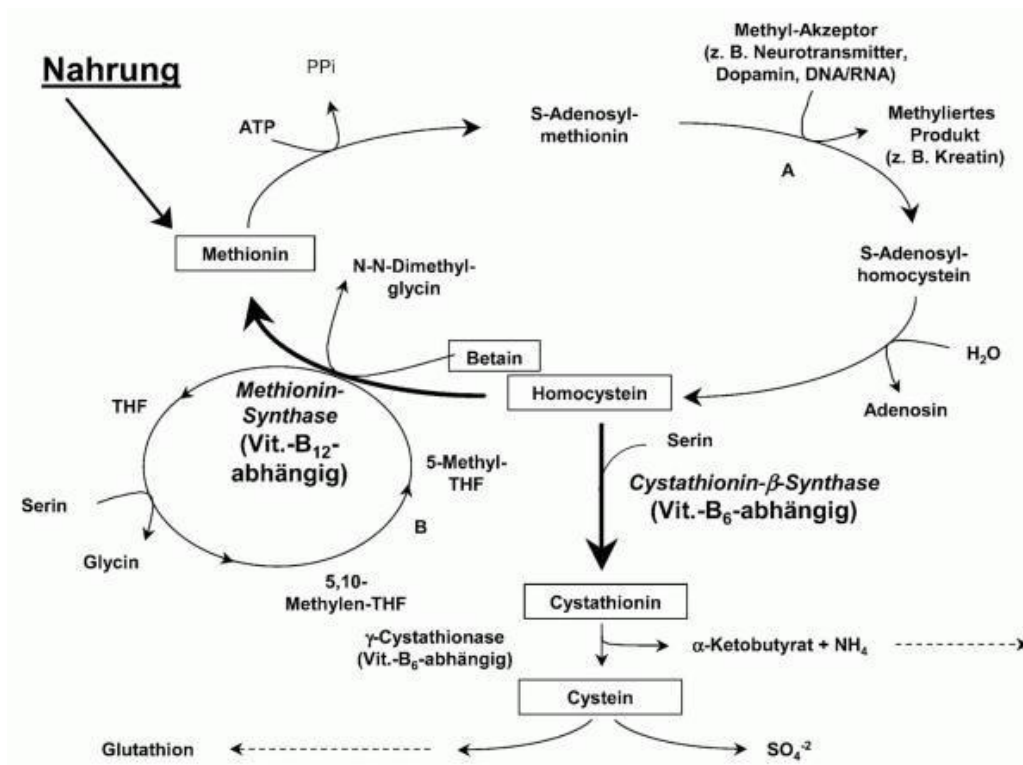 Nahrung
PPi
ATP
S-Adenosyl-
methionin
Methyl-Akzeptor
(z. B. Neurotransmitter,
Dopamin, DNA/RNA)
Methyliertes
Produkt
(z. B. Kreatin)
A
Methionin
N-N-Dimethyl-
glycin
S-Adenosyl-
homocystein
Betain
H₂O
Homocystein
Adenosin
THF
Methionin-
Synthase
(Vit.-B₁₂-
abhängig)
5-Methyl-
THF
Serin
Cystathionin-β-Synthase
(Vit.-B₆-abhängig)
Serin
B
Glycin
5,10-
Methylen-THF
Cystathionin
γ-Cystathionase
(Vit.-B₆-abhängig)
α-Ketobutyrat + NH₄
Cystein
Glutathion
SO₄⁻²